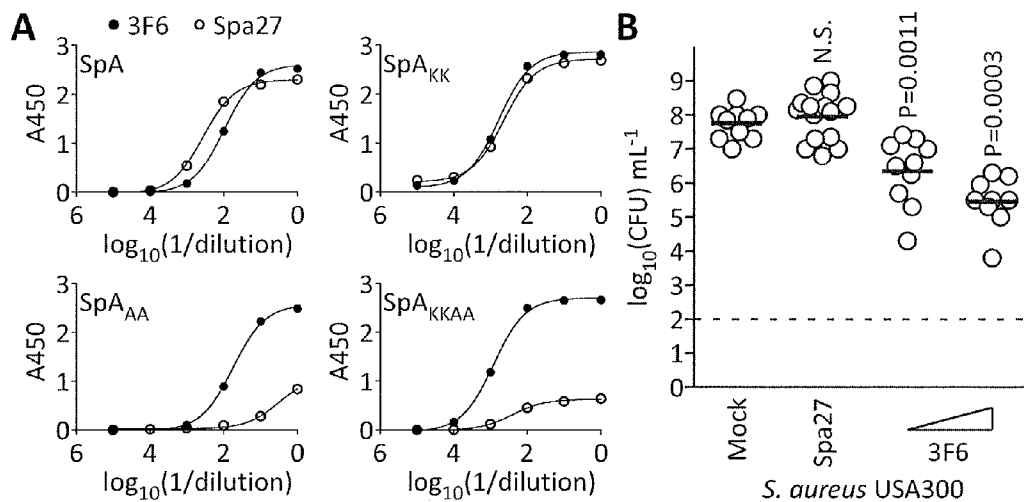 A
● 3F6 ○ Spa27
SpA
A450
3
2
1
0
6 4 2 0
log10(1/dilution)
SpAKK
A450
3
2
1
0
6 4 2 0
log10(1/dilution)
SpAAA
A450
3
2
1
0
6 4 2 0
log10(1/dilution)
SpAKKAA
A450
3
2
1
0
6 4 2 0
log10(1/dilution)
B
N.S.
P=0.0011
P=0.0003
log10(CFU) mL-1
9
8
7
6
5
4
3
2
1
0
Mock
Spa27
3F6
S. aureus USA300